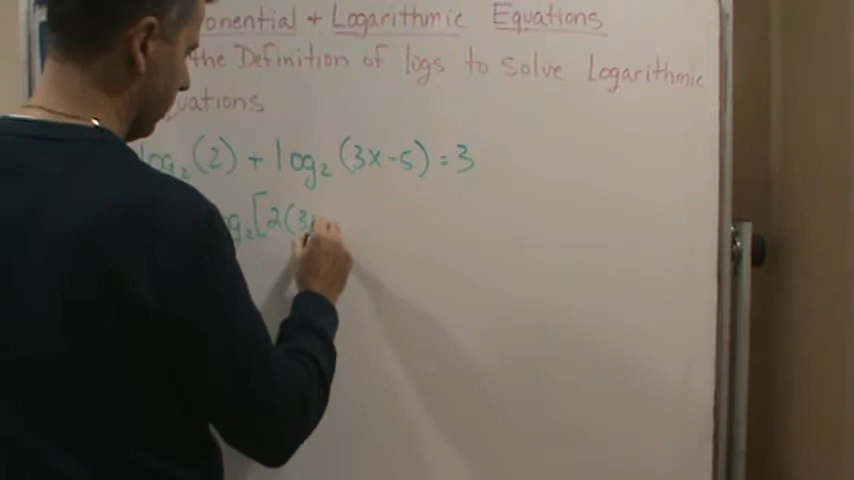 onential + Logarithmic Equations
the Definition of logs to solve Logarithmic
uations
log₂(2) + log₂(3x-5) = 3
g₂[2(3